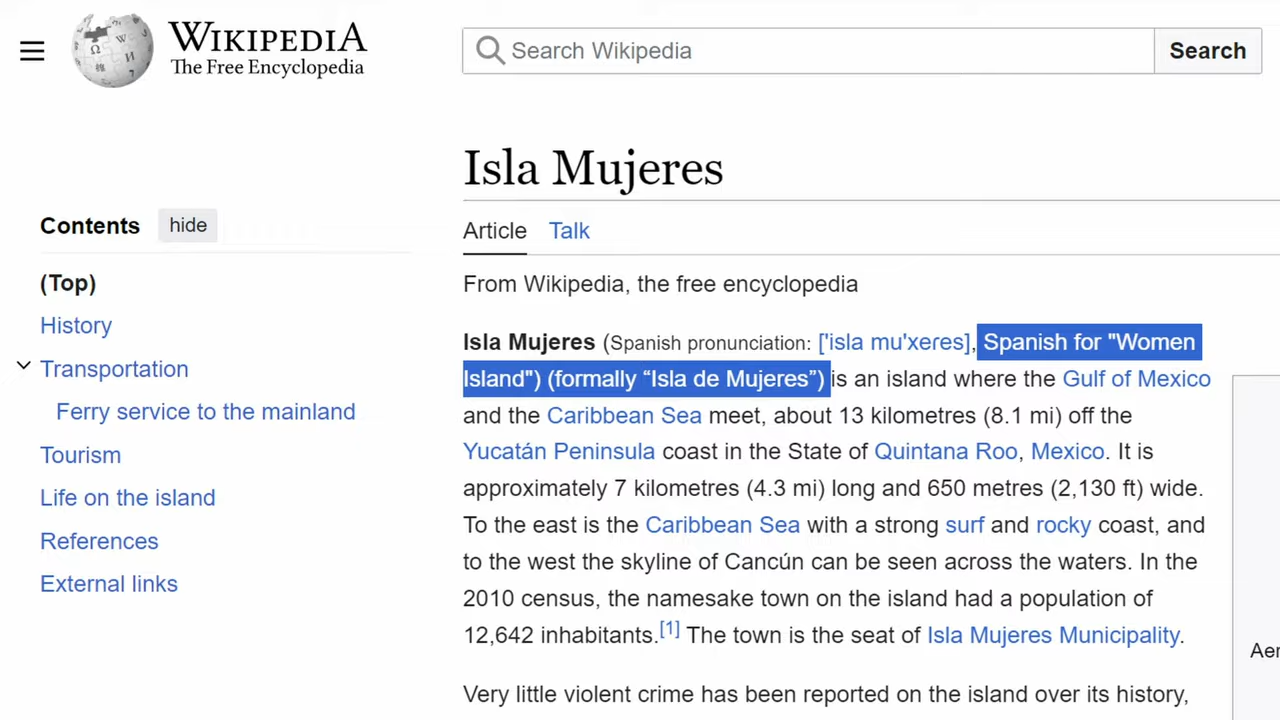 WIKIPEDIA
The Free Encyclopedia
Search Wikipedia
Search
Isla Mujeres
Contents
hide
Article
Talk
(Top)
From Wikipedia, the free encyclopedia
History
Transportation
Ferry service to the mainland
Tourism
Life on the island
References
External links
Isla Mujeres (Spanish pronunciation: ['isla mu'xeɾes], Spanish for "Women
Island") (formally “Isla de Mujeres”) is an island where the Gulf of Mexico
and the Caribbean Sea meet, about 13 kilometres (8.1 mi) off the
Yucatán Peninsula coast in the State of Quintana Roo, Mexico. It is
approximately 7 kilometres (4.3 mi) long and 650 metres (2,130 ft) wide.
To the east is the Caribbean Sea with a strong surf and rocky coast, and
to the west the skyline of Cancún can be seen across the waters. In the
2010 census, the namesake town on the island had a population of
12,642 inhabitants.[1] The town is the seat of Isla Mujeres Municipality.
Very little violent crime has been reported on the island over its history,